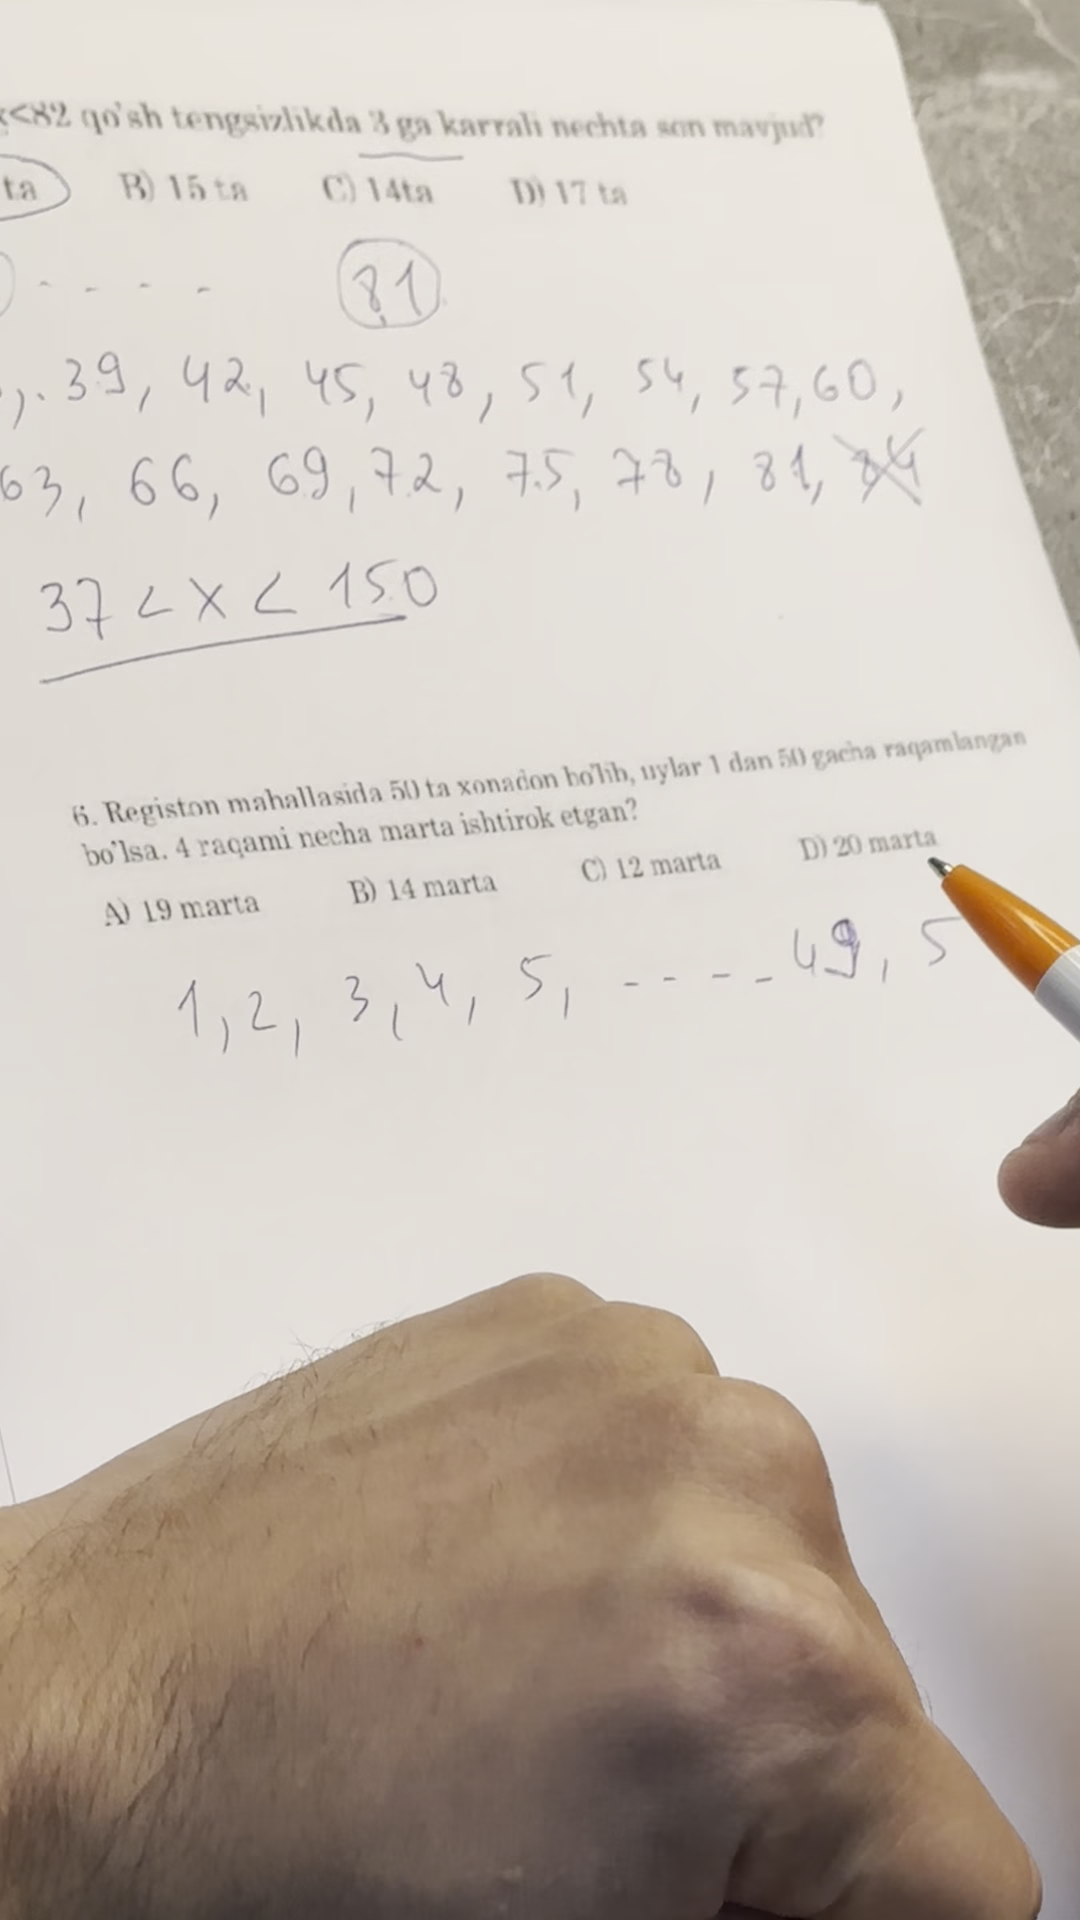 x<82 qo'sh tengsizlikda 3 ga karrali nechta son mavjud?
ta B) 15 ta C) 14ta D) 17 ta
- - - - 81
, . 39, 42, 45, 48, 51, 54, 57, 60,
63, 66, 69, 72, 75, 78, 81, 84
37 < x < 150
6. Registon mahallasida 50 ta xonadon bo'lib, uylar 1 dan 50 gacha raqamlangan
bo'lsa. 4 raqami necha marta ishtirok etgan?
A) 19 marta B) 14 marta C) 12 marta D) 20 marta
1, 2, 3, 4, 5, - - - - 49, 5